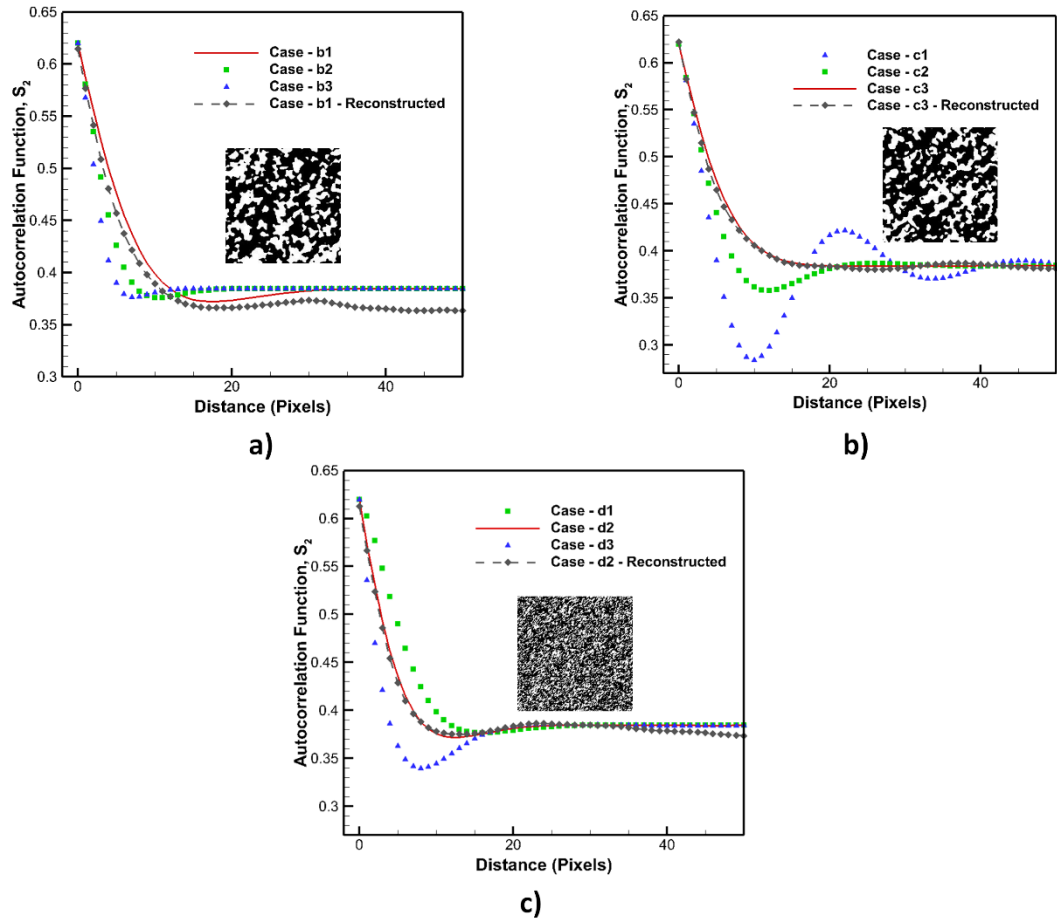 0.65
0.6
0.55
0.5
0.45
0.4
0.35
0.3
Autocorrelation Function, S₂
Case - b1
Case - b2
Case - b3
Case - b1 - Reconstructed
0
20
40
Distance (Pixels)
a)
0.65
0.6
0.55
0.5
0.45
0.4
0.35
0.3
Autocorrelation Function, S₂
Case - c1
Case - c2
Case - c3
Case - c3 - Reconstructed
0
20
40
Distance (Pixels)
b)
0.65
0.6
0.55
0.5
0.45
0.4
0.35
0.3
Autocorrelation Function, S₂
Case - d1
Case - d2
Case - d3
Case - d2 - Reconstructed
0
20
40
Distance (Pixels)
c)